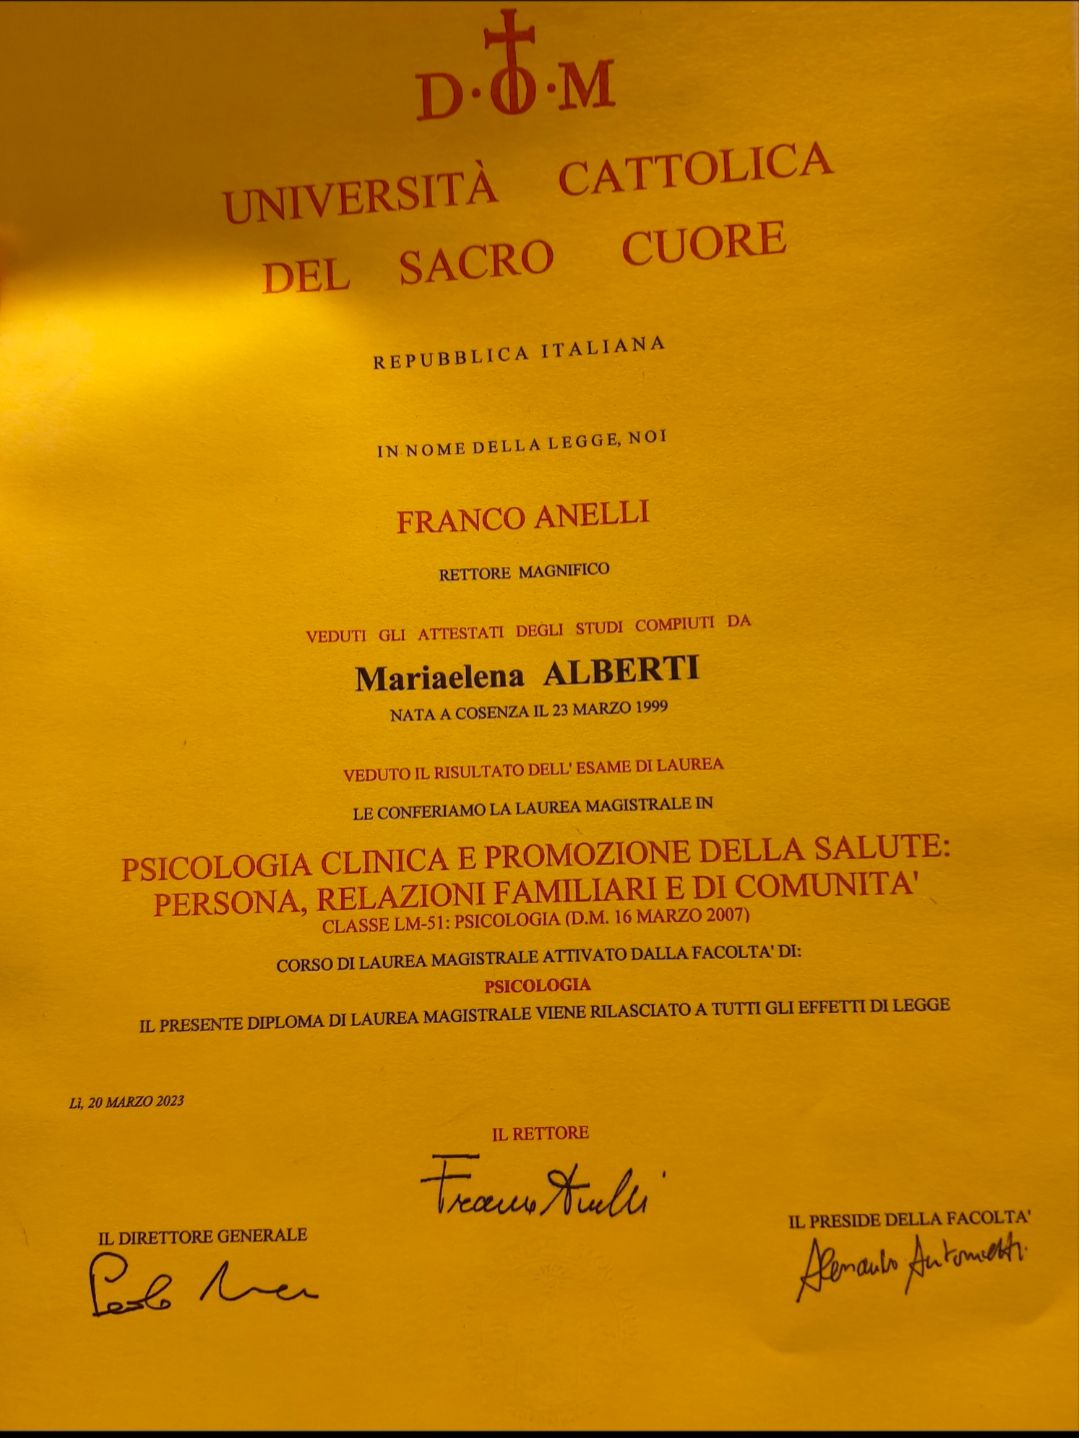 D·O·M
UNIVERSITÀ CATTOLICA
DEL SACRO CUORE
REPUBBLICA ITALIANA
IN NOME DELLA LEGGE, NOI
FRANCO ANELLI
RETTORE MAGNIFICO
VEDUTI GLI ATTESTATI DEGLI STUDI COMPIUTI DA
Mariaelena ALBERTI
NATA A COSENZA IL 23 MARZO 1999
VEDUTO IL RISULTATO DELL' ESAME DI LAUREA
LE CONFERIAMO LA LAUREA MAGISTRALE IN
PSICOLOGIA CLINICA E PROMOZIONE DELLA SALUTE:
PERSONA, RELAZIONI FAMILIARI E DI COMUNITA'
CLASSE LM-51: PSICOLOGIA (D.M. 16 MARZO 2007)
CORSO DI LAUREA MAGISTRALE ATTIVATO DALLA FACOLTA' DI:
PSICOLOGIA
IL PRESENTE DIPLOMA DI LAUREA MAGISTRALE VIENE RILASCIATO A TUTTI GLI EFFETTI DI LEGGE
Lì, 20 MARZO 2023
IL RETTORE
Franco Anelli
IL DIRETTORE GENERALE
Paolo
IL PRESIDE DELLA FACOLTA'